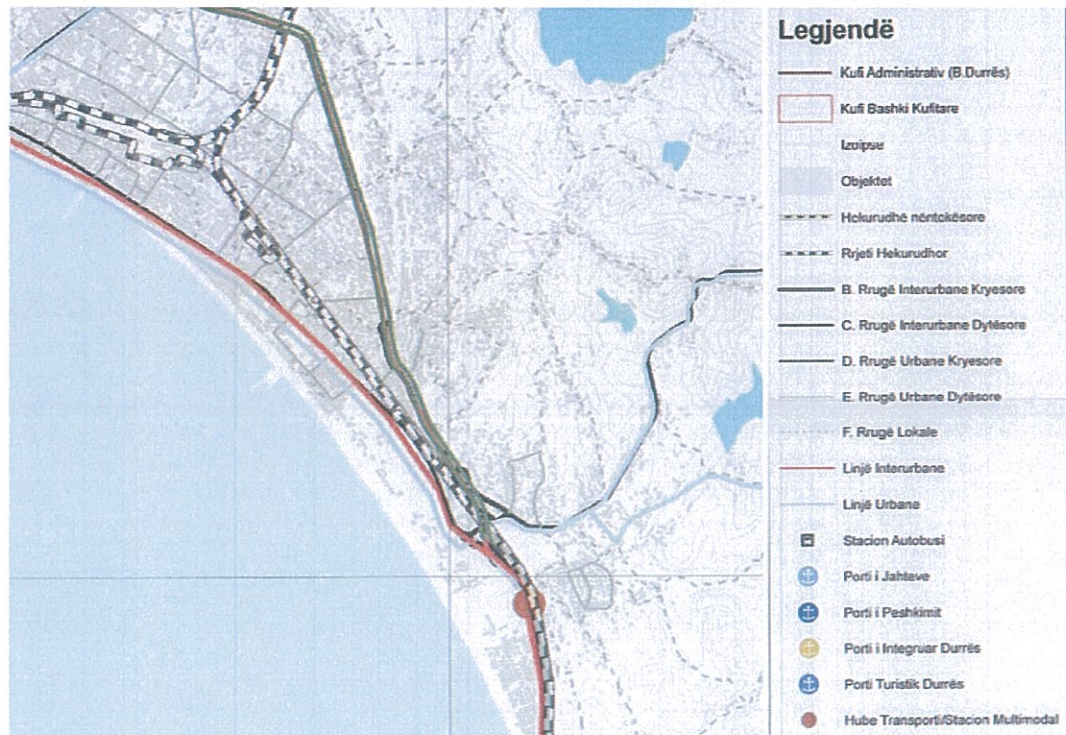 Legjendë
Kufi Administrativ (B.Durrës)
Kufi Bashki Kufitare
Izoipse
Objektet
Hekurudhë nëntokësore
Rrjeti Hekurudhor
B. Rrugë Interurbane Kryesore
C. Rrugë Interurbane Dytësore
D. Rrugë Urbane Kryesore
E. Rrugë Urbane Dytësore
F. Rrugë Lokale
Linjë Interurbane
Linjë Urbane
Stacion Autobusi
Porti i Jahteve
Porti i Peshkimit
Porti i Integruar Durrës
Porti Turistik Durrës
Hube Transporti/Stacion Multimodal